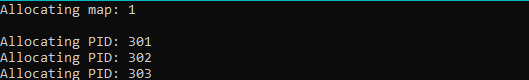 Allocating map: 1
Allocating PID: 301
Allocating PID: 302
Allocating PID: 303